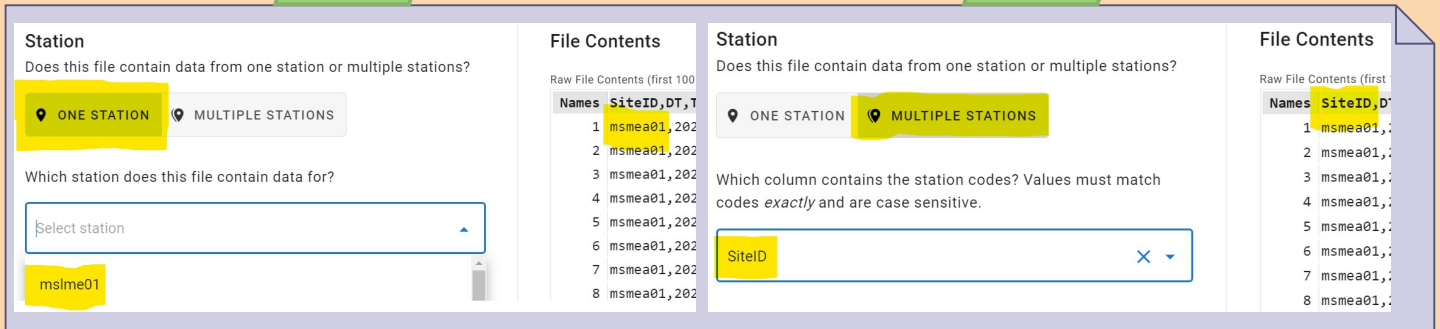 Station
Does this file contain data from one station or multiple stations?
ONE STATION
MULTIPLE STATIONS
Which station does this file contain data for?
Select station
mslme01
File Contents
Raw File Contents (first 100
Names SiteID,DT,T
1 msmea01,202
2 msmea01,202
3 msmea01,202
4 msmea01,202
5 msmea01,202
6 msmea01,202
7 msmea01,202
8 msmea01,202
Station
Does this file contain data from one station or multiple stations?
ONE STATION
MULTIPLE STATIONS
Which column contains the station codes? Values must match
codes exactly and are case sensitive.
SiteID
File Contents
Raw File Contents (first
Names SiteID,DT
1 msmea01,2
2 msmea01,2
3 msmea01,2
4 msmea01,2
5 msmea01,2
6 msmea01,2
7 msmea01,2
8 msmea01,2